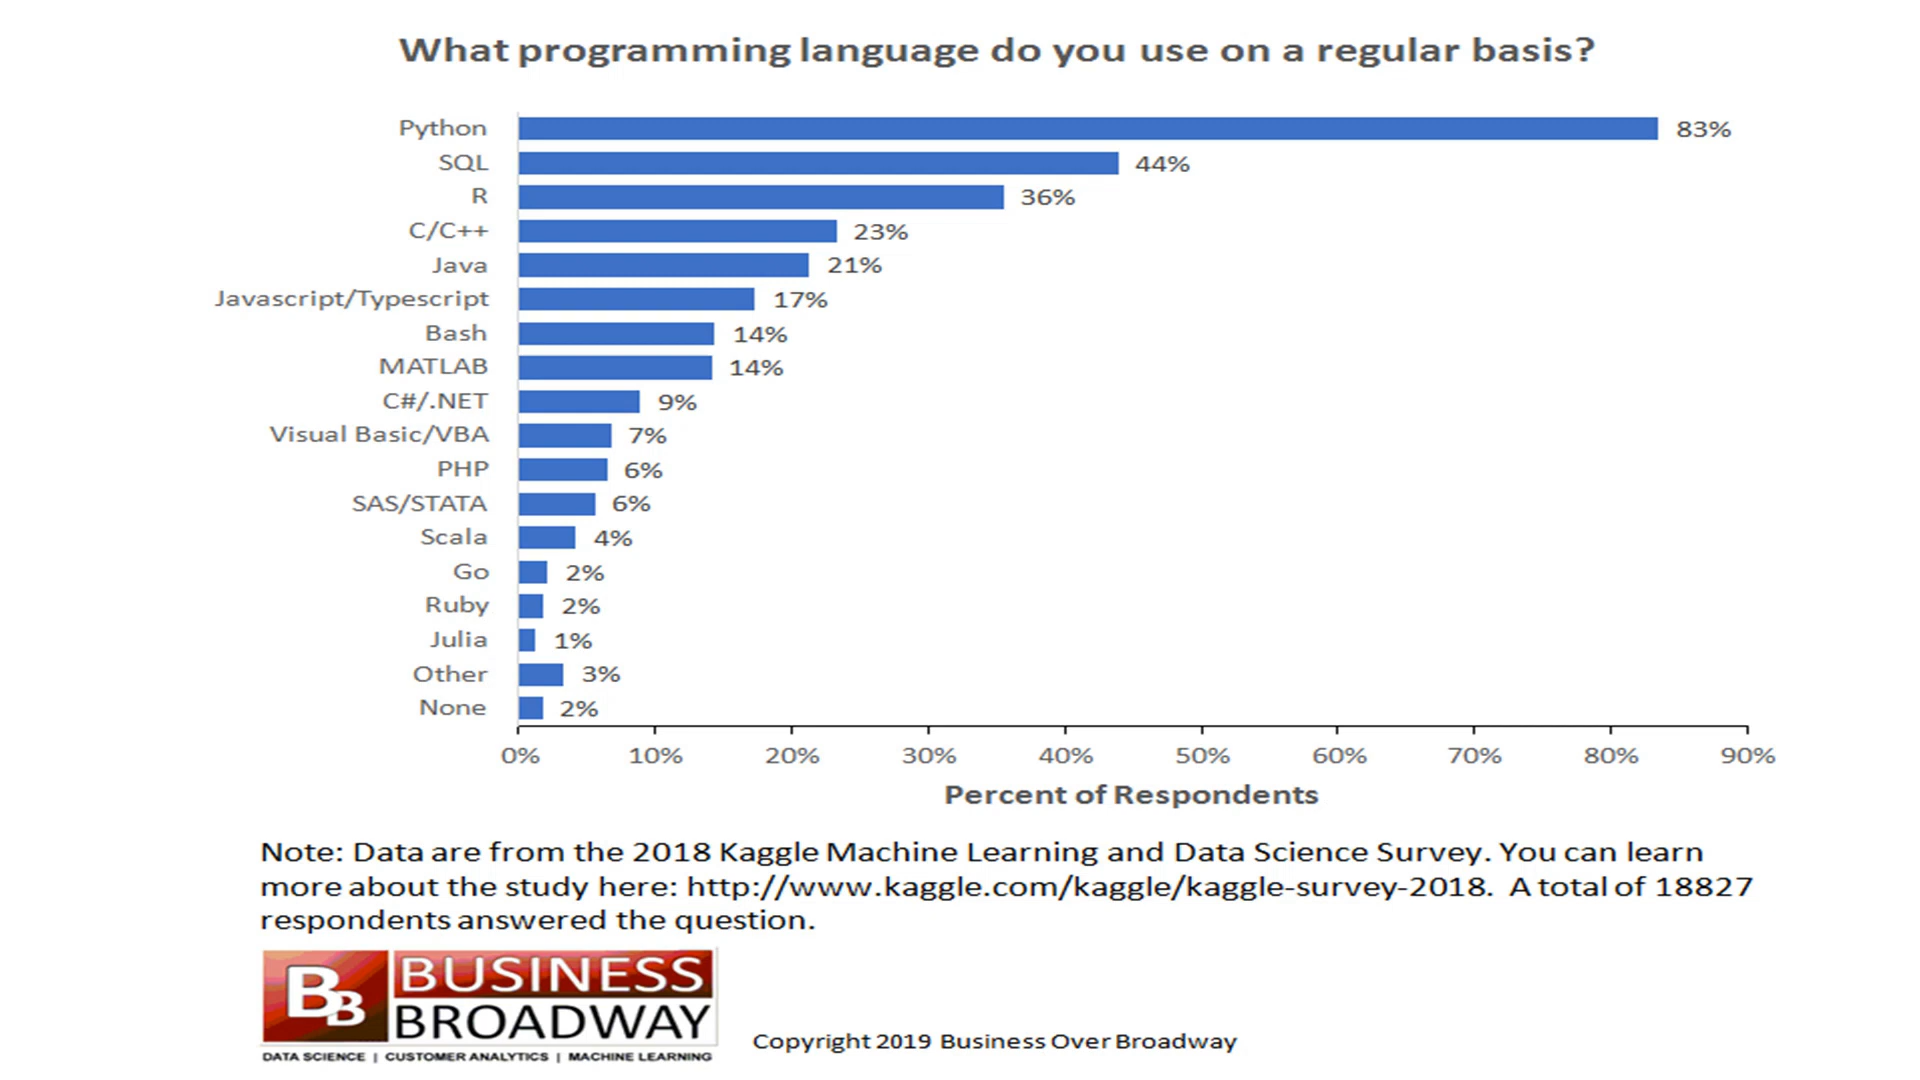 What programming language do you use on a regular basis?
Python 83%
SQL 44%
R 36%
C/C++ 23%
Java 21%
Javascript/Typescript 17%
Bash 14%
MATLAB 14%
C#/.NET 9%
Visual Basic/VBA 7%
PHP 6%
SAS/STATA 6%
Scala 4%
Go 2%
Ruby 2%
Julia 1%
Other 3%
None 2%
0% 10% 20% 30% 40% 50% 60% 70% 80% 90%
Percent of Respondents
Note: Data are from the 2018 Kaggle Machine Learning and Data Science Survey. You can learn
more about the study here: http://www.kaggle.com/kaggle/kaggle-survey-2018. A total of 18827
respondents answered the question.
BB BUSINESS
BROADWAY
DATA SCIENCE | CUSTOMER ANALYTICS | MACHINE LEARNING
Copyright 2019 Business Over Broadway